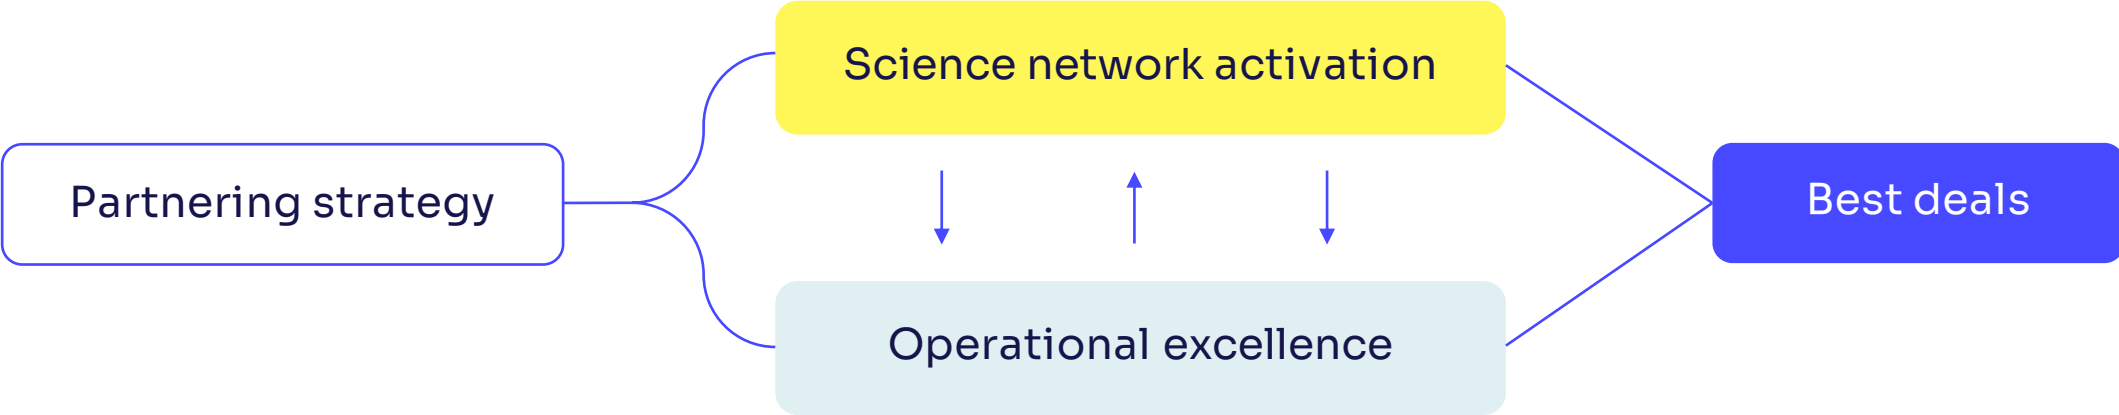 Science network activation
Partnering strategy
Best deals
Operational excellence